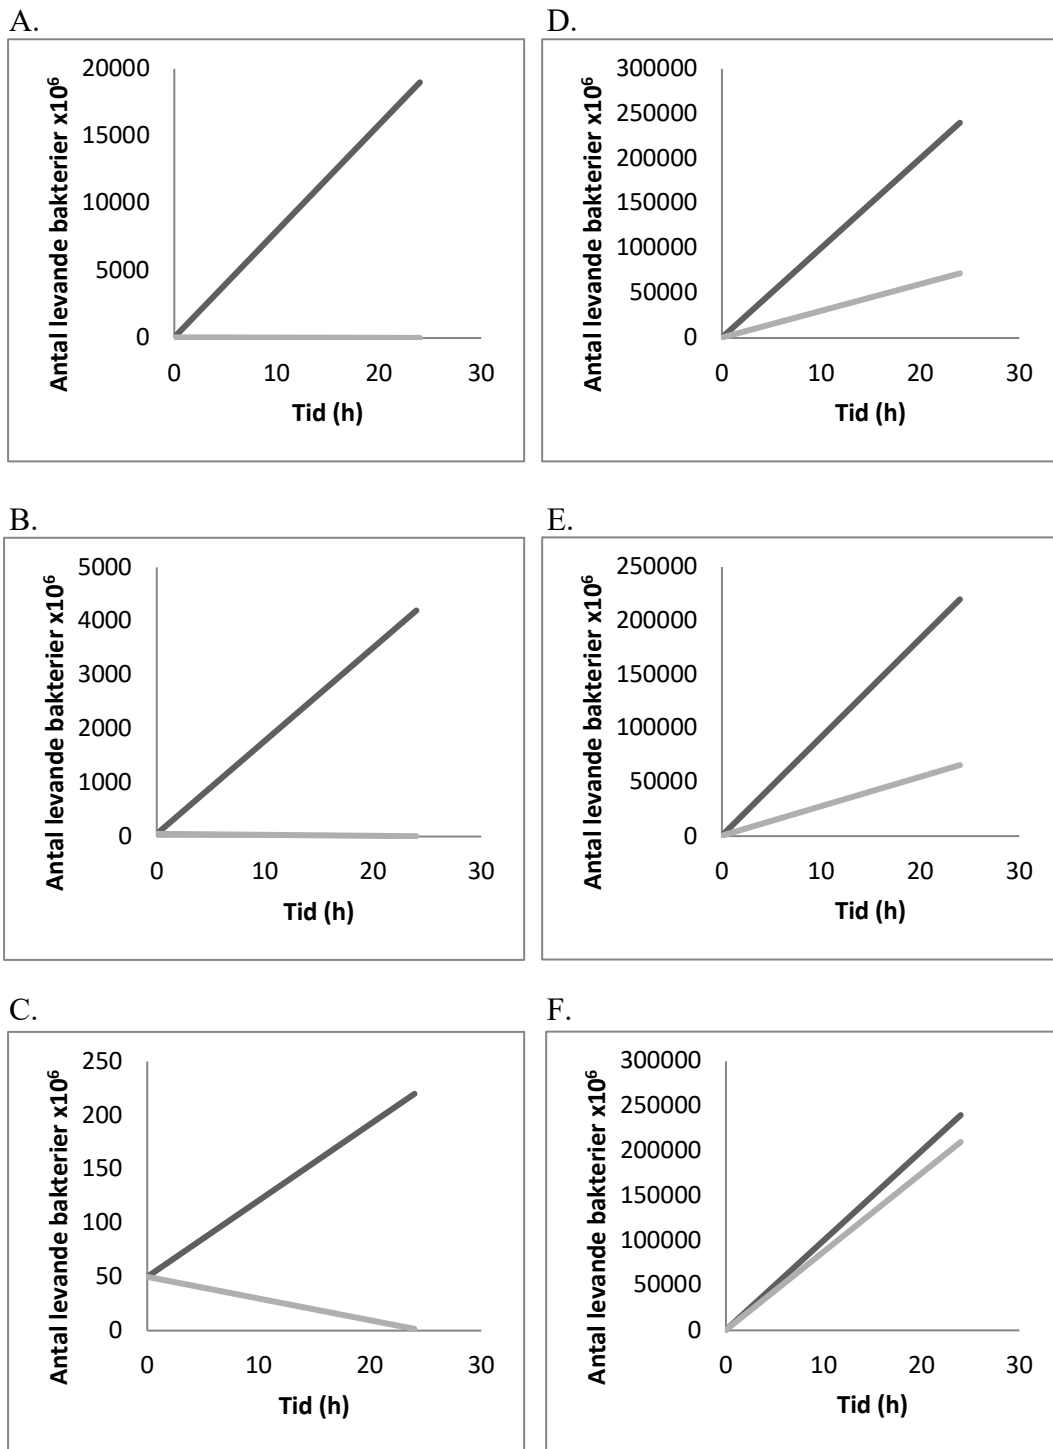 A.
Antal levande bakterier x10⁶
20000
15000
10000
5000
0
0 10 20 30
Tid (h)
D.
Antal levande bakterier x10⁶
300000
250000
200000
150000
100000
50000
0
0 10 20 30
Tid (h)
B.
Antal levande bakterier x10⁶
5000
4000
3000
2000
1000
0
0 10 20 30
Tid (h)
E.
Antal levande bakterier x10⁶
250000
200000
150000
100000
50000
0
0 10 20 30
Tid (h)
C.
Antal levande bakterier x10⁶
250
200
150
100
50
0
0 10 20 30
Tid (h)
F.
Antal levande bakterier x10⁶
300000
250000
200000
150000
100000
50000
0
0 10 20 30
Tid (h)